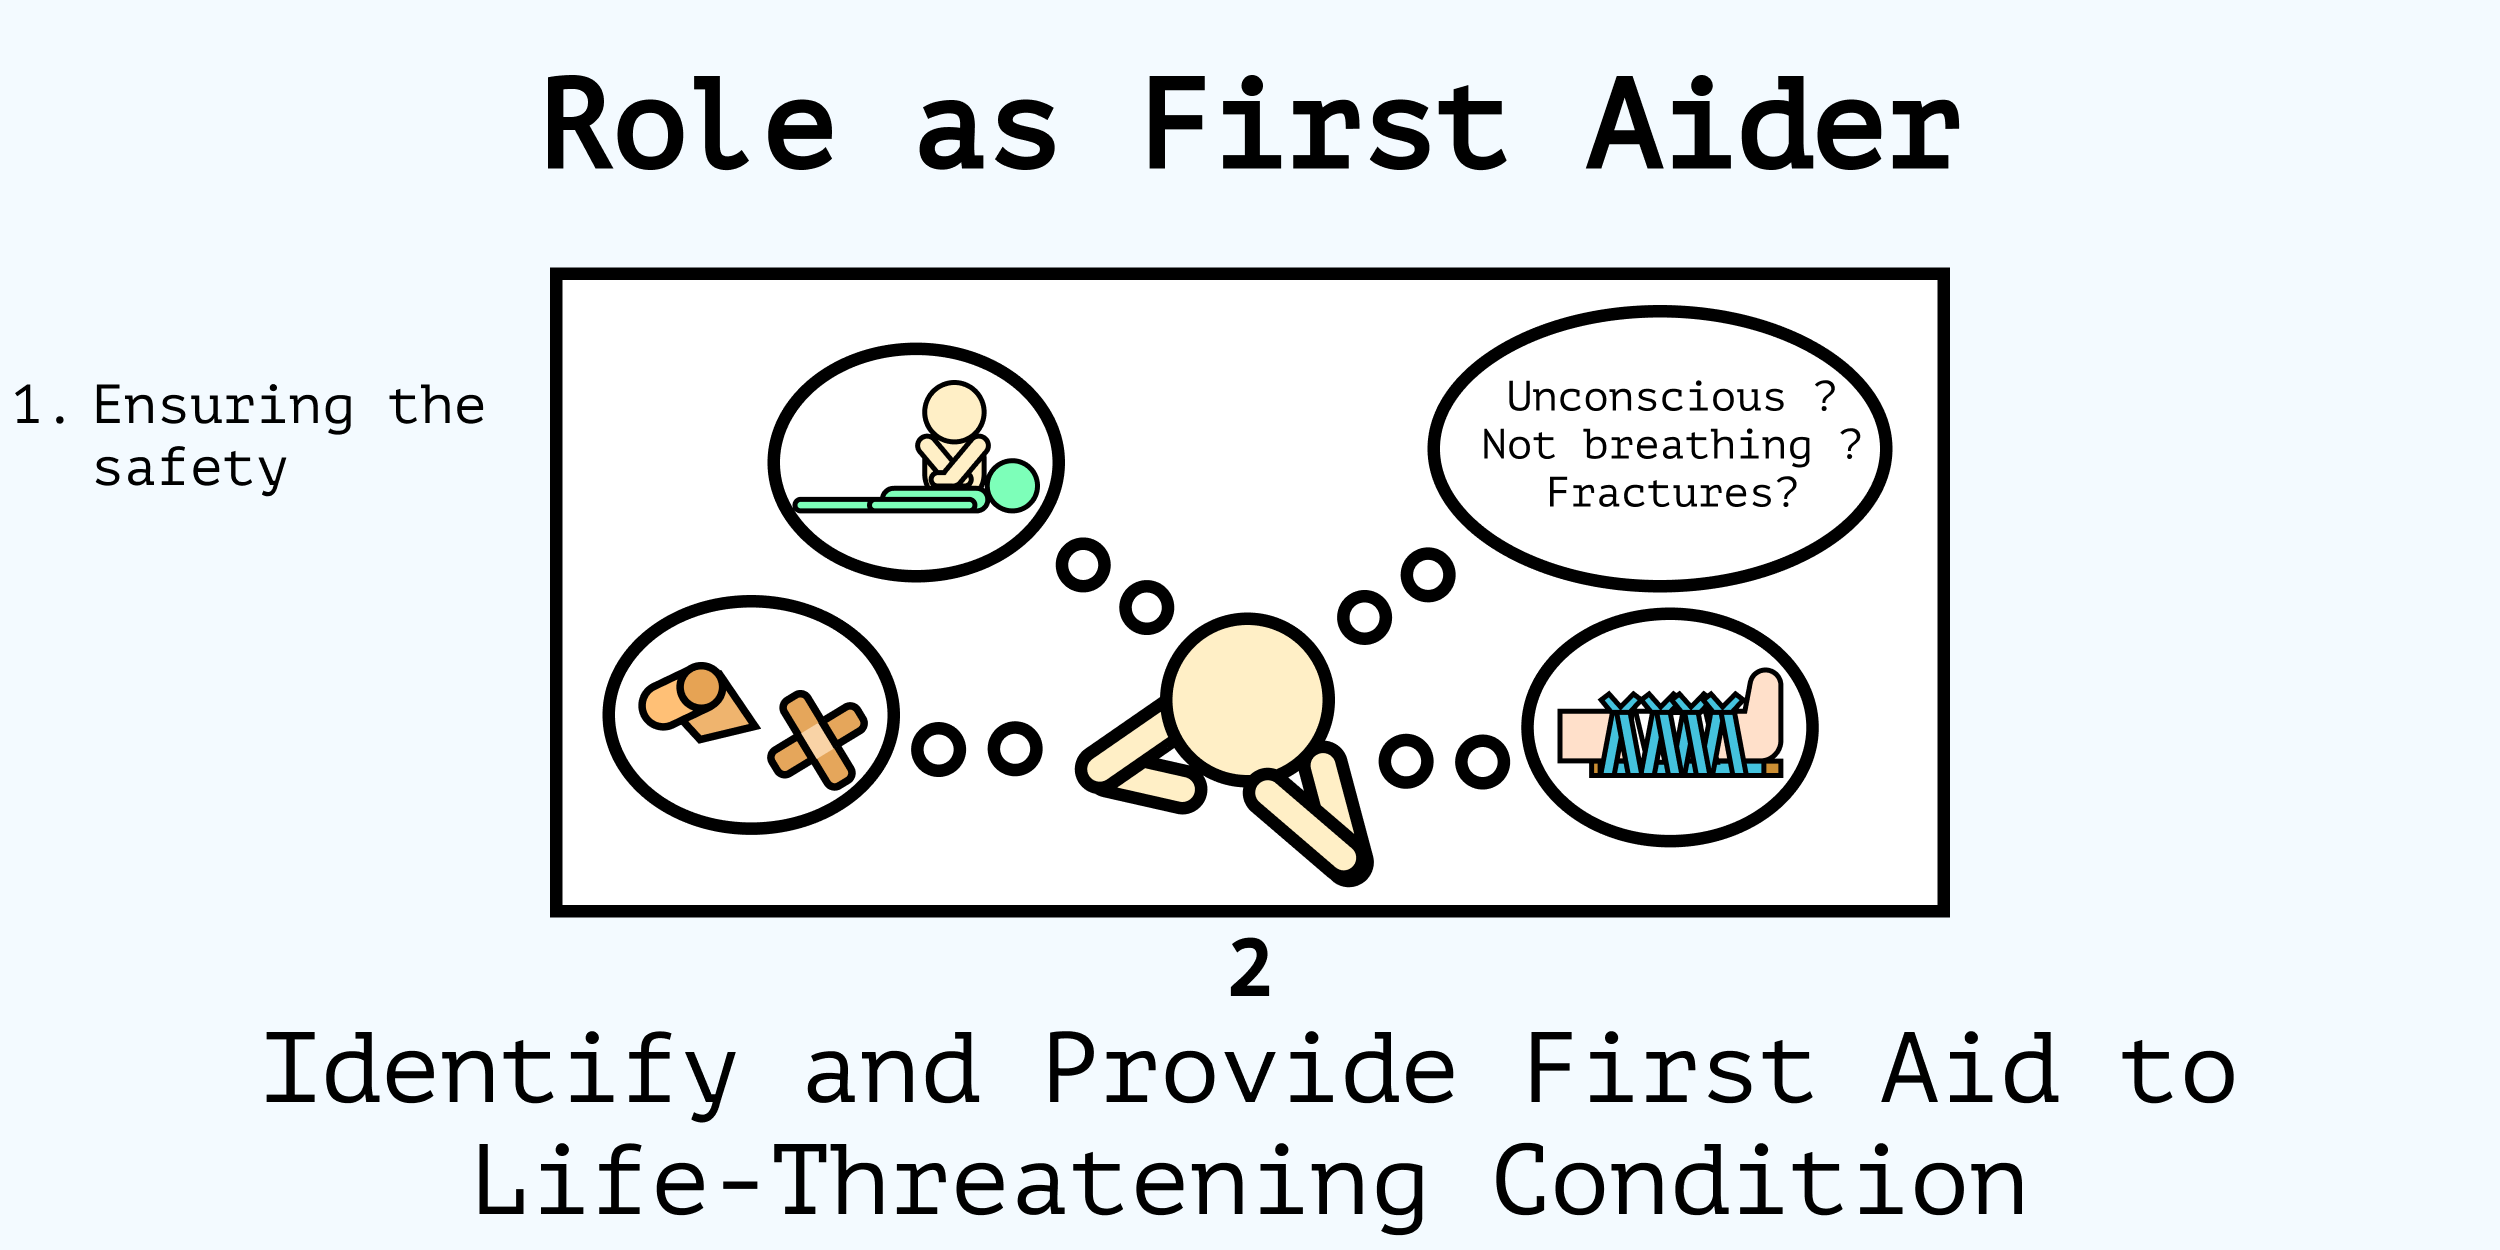 Role as First Aider
1. Ensuring the
safety
Unconscious ?
Not breathing ?
Fractures?
2
Identify and Provide First Aid to
Life-Threatening Condition